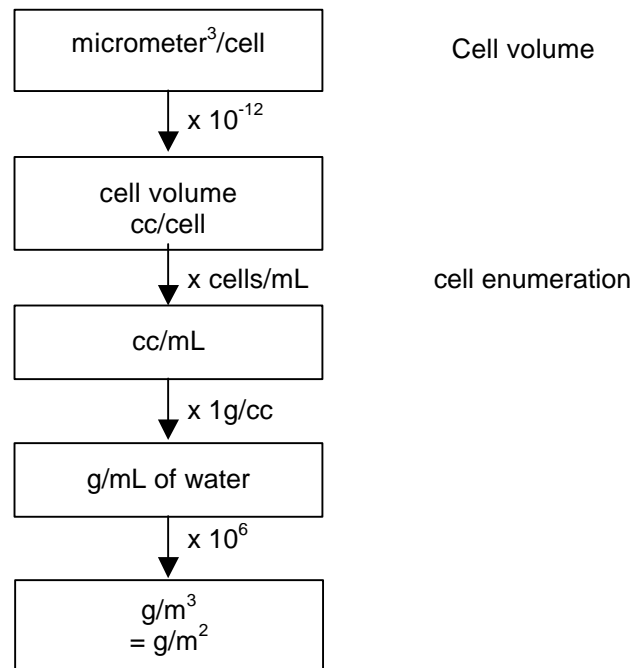 micrometer³/cell
Cell volume
x 10⁻¹²
cell volume
cc/cell
x cells/mL
cell enumeration
cc/mL
x 1g/cc
g/mL of water
x 10⁶
g/m³
= g/m²